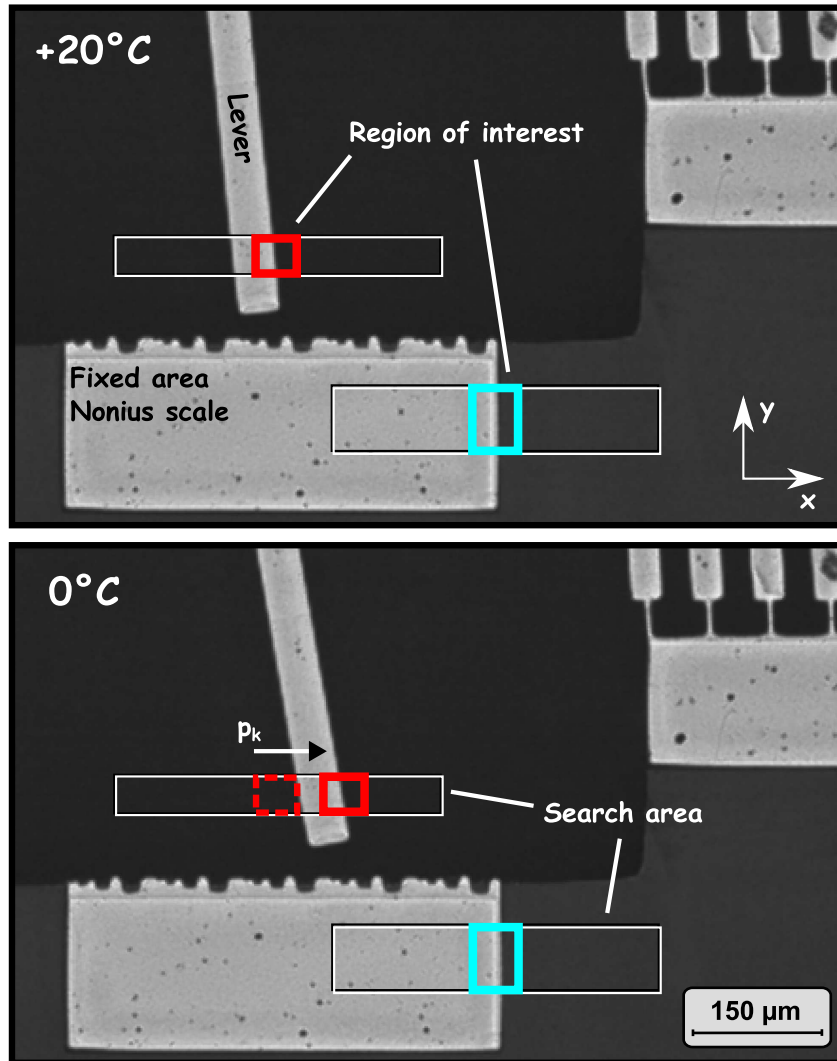 +20°C
Lever
Region of interest
Fixed area
Nonius scale
y
x
0°C
pₖ
Search area
150 µm